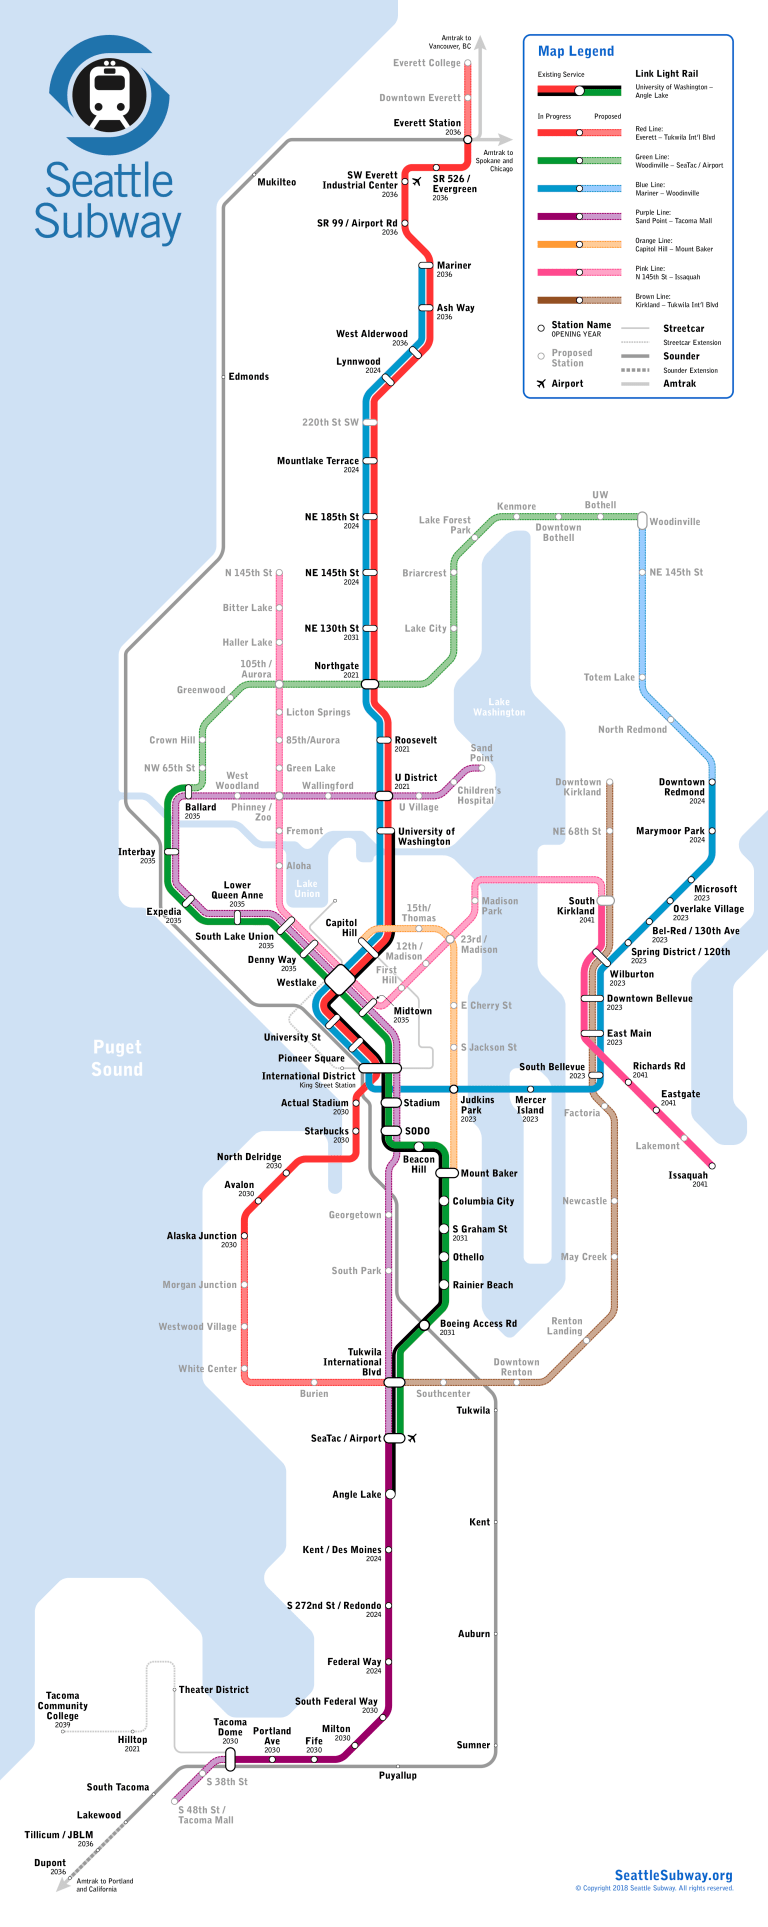 Amtrak to
Vancouver, BC
Everett College
Downtown Everett
Everett Station
2036
Amtrak to
Spokane and
Chicago
Seattle
Subway
Map Legend
Existing Service
Link Light Rail
University of Washington –
Angle Lake
In Progress
Proposed
Red Line:
Everett – Tukwila Int'l Blvd
Green Line:
Woodinville – SeaTac / Airport
Blue Line:
Mariner – Woodinville
Purple Line:
Sand Point – Tacoma Mall
Orange Line:
Capitol Hill – Mount Baker
Pink Line:
N 145th St – Issaquah
Brown Line:
Kirkland – Tukwila Int'l Blvd
Station Name
OPENING YEAR
Proposed
Station
Airport
Streetcar
Streetcar Extension
Sounder
Sounder Extension
Amtrak
Mukilteo
SW Everett
Industrial Center
2036
SR 526 /
Evergreen
2036
SR 99 / Airport Rd
2036
Mariner
2036
Ash Way
2036
West Alderwood
2036
Lynnwood
2024
Edmonds
220th St SW
Mountlake Terrace
2024
NE 185th St
2024
Kenmore
UW
Bothell
Lake Forest
Park
Downtown
Bothell
Woodinville
N 145th St
NE 145th St
2024
Briarcrest
NE 145th St
Bitter Lake
NE 130th St
2031
Lake City
Haller Lake
105th /
Aurora
Northgate
2021
Totem Lake
Greenwood
Licton Springs
Lake
Washington
North Redmond
Crown Hill
85th/Aurora
Roosevelt
2021
Sand
Point
NW 65th St
Green Lake
West
Woodland
Wallingford
U District
2021
Children's
Hospital
Downtown
Kirkland
Downtown
Redmond
2024
Ballard
2035
Phinney /
Zoo
U Village
Fremont
University of
Washington
NE 68th St
Marymoor Park
2024
Interbay
2035
Aloha
Lake
Union
Lower
Queen Anne
2035
Microsoft
2023
Expedia
2035
Capitol
Hill
15th/
Thomas
Madison
Park
South
Kirkland
2041
Overlake Village
2023
Bel-Red / 130th Ave
2023
South Lake Union
2035
12th /
Madison
23rd /
Madison
Spring District / 120th
2023
Denny Way
2035
First
Hill
Wilburton
2023
Westlake
Midtown
2035
E Cherry St
Downtown Bellevue
2023
University St
East Main
2023
Puget
Sound
Pioneer Square
S Jackson St
International District
King Street Station
South Bellevue
2023
Richards Rd
2041
Actual Stadium
2030
Stadium
Judkins
Park
2023
Mercer
Island
2023
Factoria
Eastgate
2041
Starbucks
2030
SODO
Lakemont
North Delridge
2030
Beacon
Hill
Mount Baker
Issaquah
2041
Avalon
2030
Columbia City
Newcastle
Georgetown
Alaska Junction
2030
S Graham St
2031
Othello
May Creek
South Park
Morgan Junction
Rainier Beach
Westwood Village
Boeing Access Rd
2031
Renton
Landing
White Center
Tukwila
International
Blvd
Downtown
Renton
Burien
Southcenter
Tukwila
SeaTac / Airport
Angle Lake
Kent
Kent / Des Moines
2024
S 272nd St / Redondo
2024
Auburn
Federal Way
2024
Theater District
Tacoma
Community
College
2039
South Federal Way
2030
Hilltop
2021
Tacoma
Dome
2030
Portland
Ave
2030
Fife
2030
Milton
2030
Sumner
Puyallup
S 38th St
South Tacoma
S 48th St /
Tacoma Mall
Lakewood
Tillicum / JBLM
2036
Dupont
2036
Amtrak to Portland
and California
SeattleSubway.org
© Copyright 2018 Seattle Subway. All rights reserved.